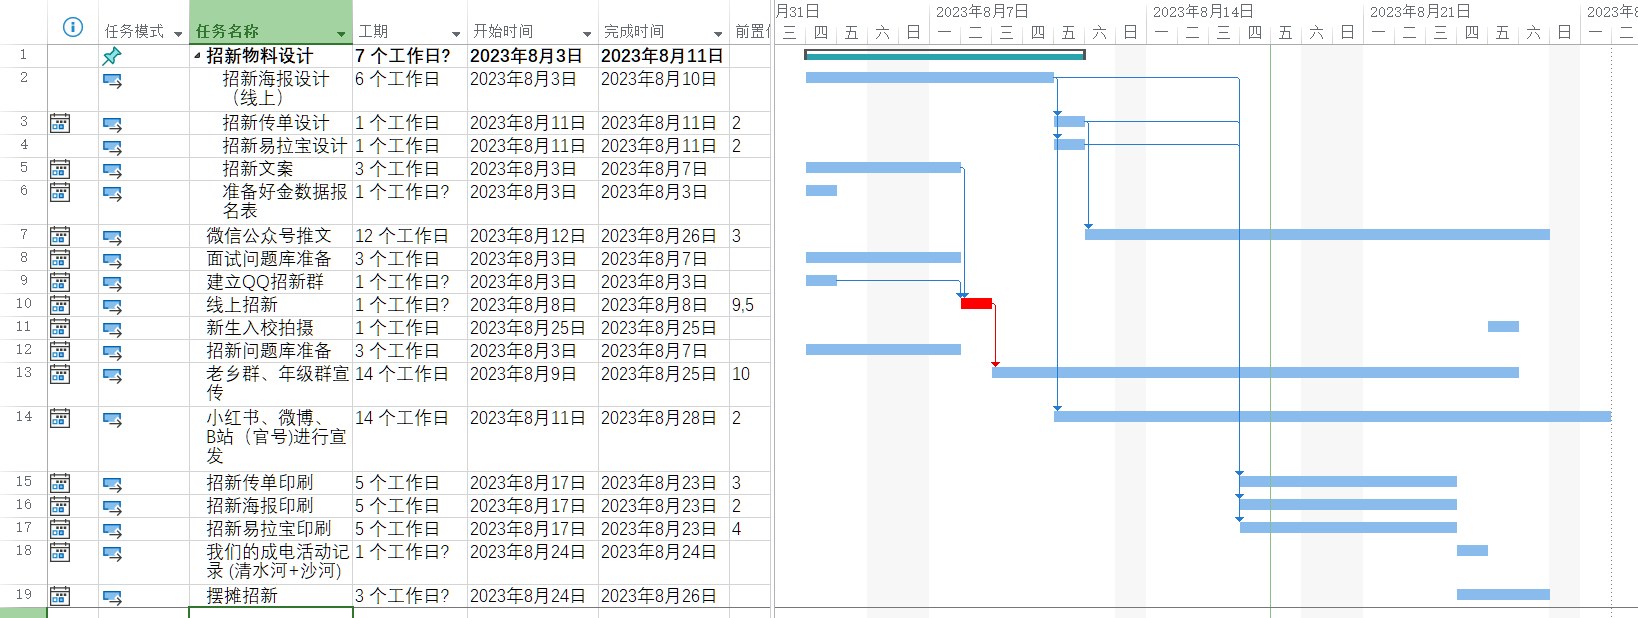 月31日 2023年8月7日 2023年8月14日 2023年8月21日 2023年8
任务模式 任务名称 工期 开始时间 完成时间 前置任 三 四 五 六 日 一 二 三 四 五 六 日 一 二 三 四 五 六 日 一 二 三 四 五 六 日 一 二
1 招新物料设计 7 个工作日? 2023年8月3日 2023年8月11日
2 招新海报设计 6 个工作日 2023年8月3日 2023年8月10日
（线上）
3 招新传单设计 1 个工作日 2023年8月11日 2023年8月11日 2
4 招新易拉宝设计 1 个工作日 2023年8月11日 2023年8月11日 2
5 招新文案 3 个工作日 2023年8月3日 2023年8月7日
6 准备好金数据报 1 个工作日? 2023年8月3日 2023年8月3日
名表
7 微信公众号推文 12 个工作日 2023年8月12日 2023年8月26日 3
8 面试问题库准备 3 个工作日 2023年8月3日 2023年8月7日
9 建立QQ招新群 1 个工作日? 2023年8月3日 2023年8月3日
10 线上招新 1 个工作日? 2023年8月8日 2023年8月8日 9,5
11 新生入校拍摄 1 个工作日 2023年8月25日 2023年8月25日
12 招新问题库准备 3 个工作日 2023年8月3日 2023年8月7日
13 老乡群、年级群宣 14 个工作日 2023年8月9日 2023年8月25日 10
传
14 小红书、微博、 14 个工作日 2023年8月11日 2023年8月28日 2
B站（官号)进行宣
发
15 招新传单印刷 5 个工作日 2023年8月17日 2023年8月23日 3
16 招新海报印刷 5 个工作日 2023年8月17日 2023年8月23日 2
17 招新易拉宝印刷 5 个工作日 2023年8月17日 2023年8月23日 4
18 我们的成电活动记 1 个工作日? 2023年8月24日 2023年8月24日
录 (清水河+沙河)
19 摆摊招新 3 个工作日? 2023年8月24日 2023年8月26日